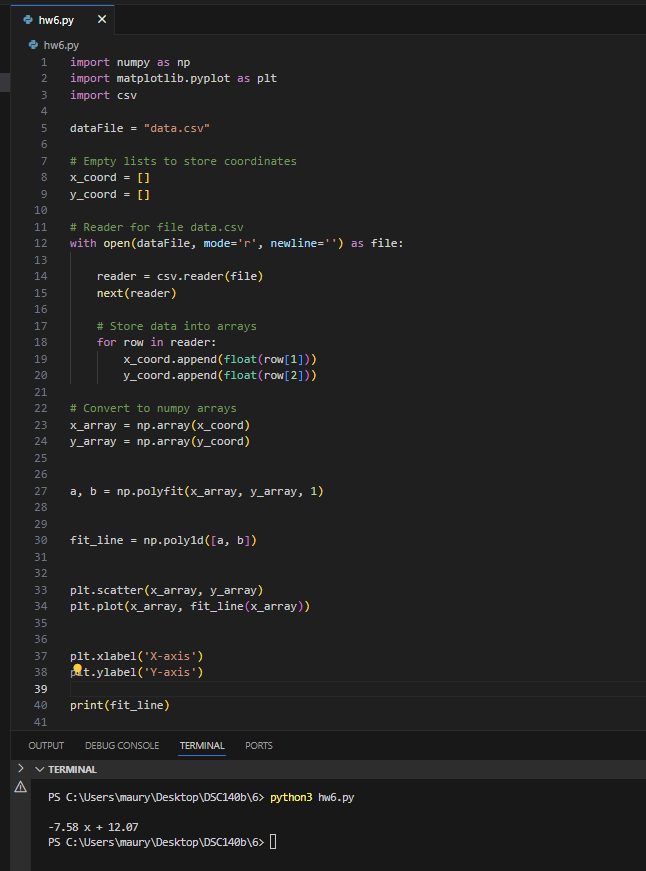 hw6.py ×
hw6.py
1 import numpy as np
2 import matplotlib.pyplot as plt
3 import csv
4
5 dataFile = "data.csv"
6
7 # Empty lists to store coordinates
8 x_coord = []
9 y_coord = []
10
11 # Reader for file data.csv
12 with open(dataFile, mode='r', newline='') as file:
13
14     reader = csv.reader(file)
15     next(reader)
16
17     # Store data into arrays
18     for row in reader:
19         x_coord.append(float(row[1]))
20         y_coord.append(float(row[2]))
21
22 # Convert to numpy arrays
23 x_array = np.array(x_coord)
24 y_array = np.array(y_coord)
25
26
27 a, b = np.polyfit(x_array, y_array, 1)
28
29
30 fit_line = np.poly1d([a, b])
31
32
33 plt.scatter(x_array, y_array)
34 plt.plot(x_array, fit_line(x_array))
35
36
37 plt.xlabel('X-axis')
38 plt.ylabel('Y-axis')
39
40 print(fit_line)
41
OUTPUT DEBUG CONSOLE TERMINAL PORTS
TERMINAL
PS C:\Users\maury\Desktop\DSC140b\6> python3 hw6.py
-7.58 x + 12.07
PS C:\Users\maury\Desktop\DSC140b\6>